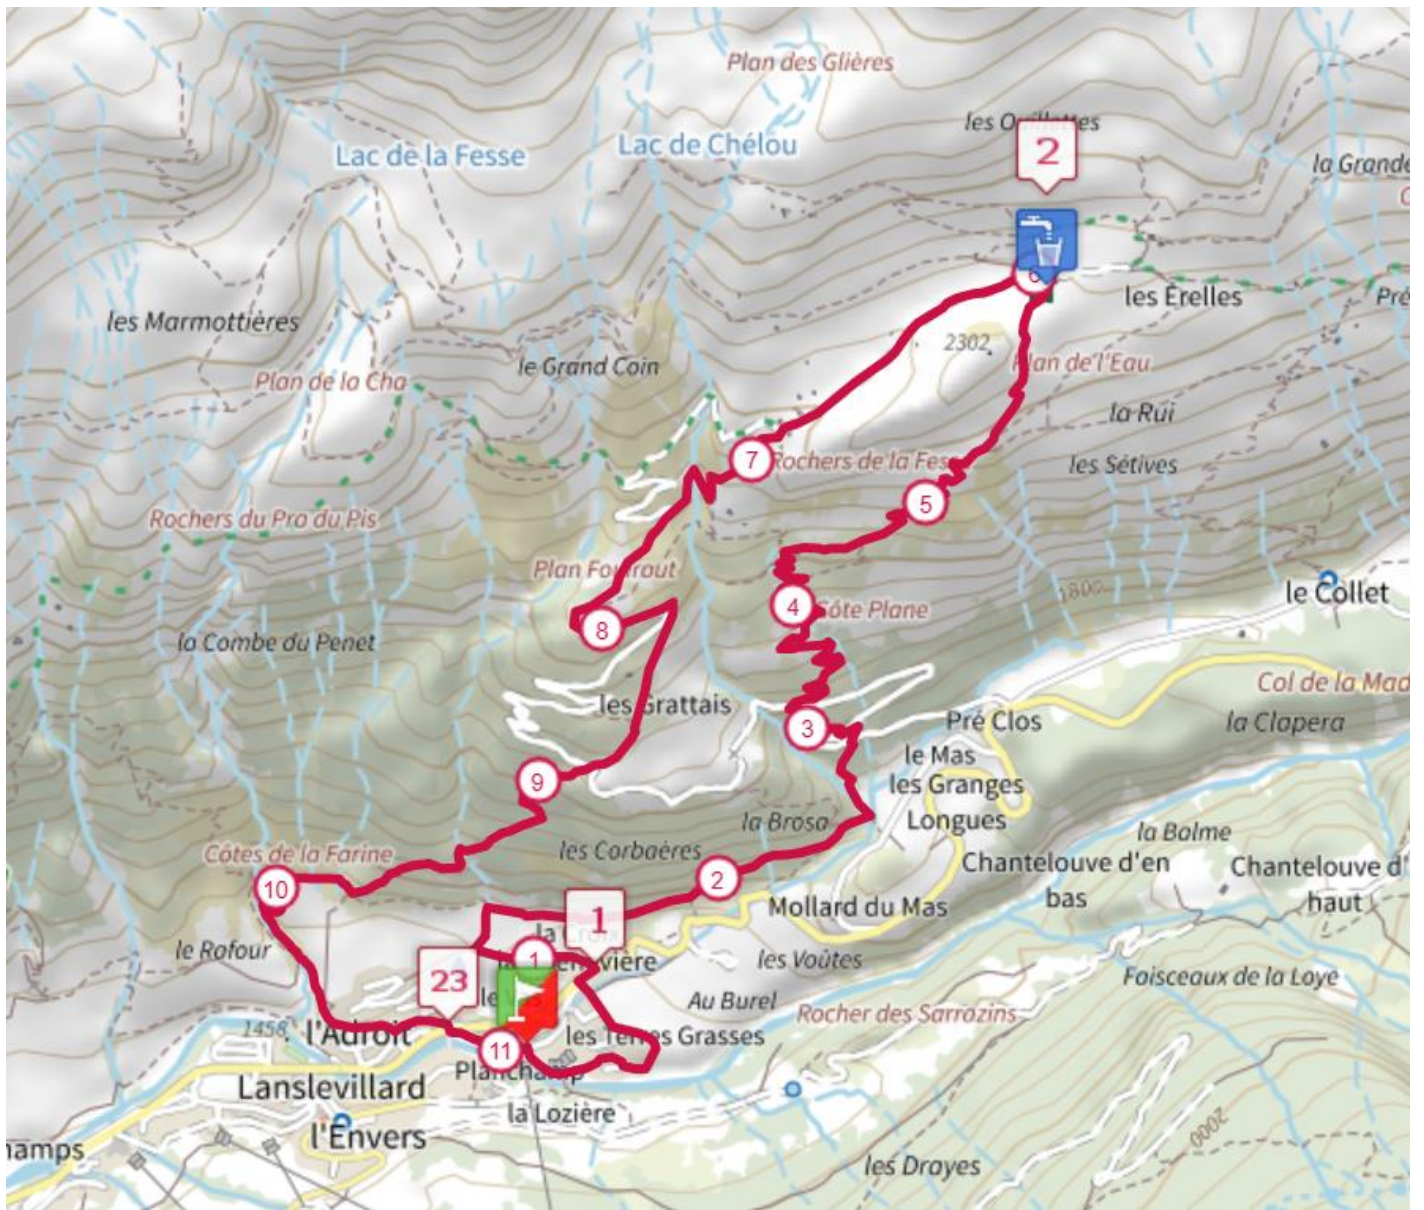 Plan des Glières
les Ouillettes
Lac de la Fesse
Lac de Chélou
2
la Grande
les Marmottières
les Erelles
Pré
le Grand Coin
2302
Plan de l'Eau
Plan de la Cha
la Rui
7
Rochers de la Fesse
les Sétives
5
Rochers du Pro du Pis
Plan Fourrout
1800
le Collet
4
Côte Plane
8
la Combe du Penet
Col de la Mad
les Grattais
3
Pré Clos
la Clapera
le Mas
9
les Granges
la Brosa
Longues
la Balme
Côtes de la Farine
les Corbaères
Chantelouve d'en
bas
Chantelouve d'
haut
10
2
1
Mollard du Mas
le Rafour
23
1
les Voûtes
Foisceaux de la Loye
Au Burel
Rocher des Sarrazins
1458
l'Adroit
les Terres Grasses
11
Planchamp
Lanslevillard
la Lozière
l'Envers
hamps
2000
les Drayes